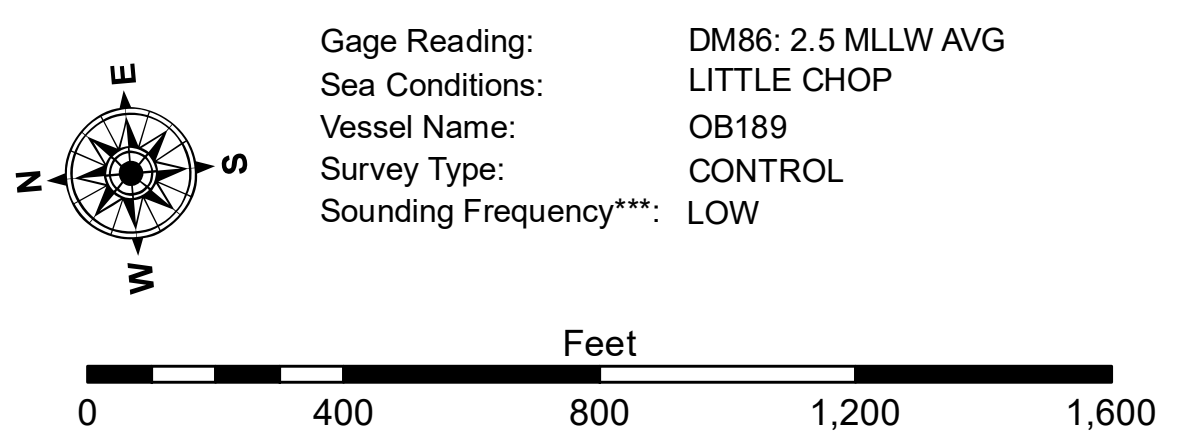 E
N
S
W
Gage Reading: DM86: 2.5 MLLW AVG
Sea Conditions: LITTLE CHOP
Vessel Name: OB189
Survey Type: CONTROL
Sounding Frequency***: LOW
Feet
0 400 800 1,200 1,600